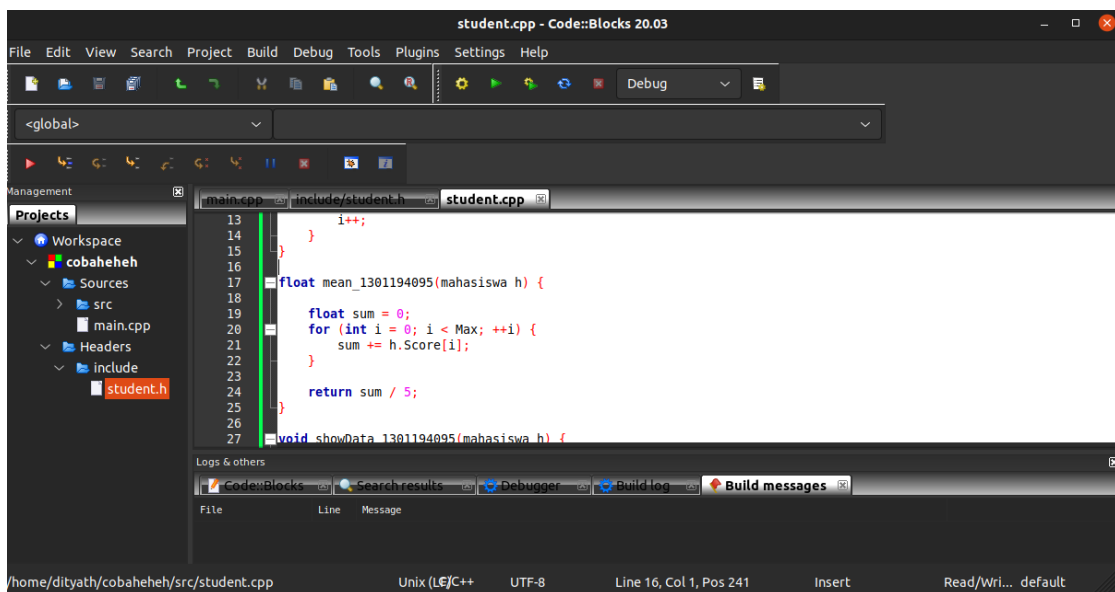 student.cpp - Code::Blocks 20.03
File Edit View Search Project Build Debug Tools Plugins Settings Help
Debug
<global>
Management
Projects
Workspace
cobaheheh
Sources
src
main.cpp
Headers
include
student.h
main.cpp include/student.h student.cpp
13 i++;
14 }
15 }
16
17 float mean_1301194095(mahasiswa h) {
18
19 float sum = 0;
20 for (int i = 0; i < Max; ++i) {
21 sum += h.Score[i];
22 }
23
24 return sum / 5;
25 }
26
27 void showData_1301194095(mahasiswa h) {
Logs & others
Code::Blocks Search results Debugger Build log Build messages
File Line Message
/home/dityath/cobaheheh/src/student.cpp Unix (LF) C/C++ UTF-8 Line 16, Col 1, Pos 241 Insert Read/Wri... default